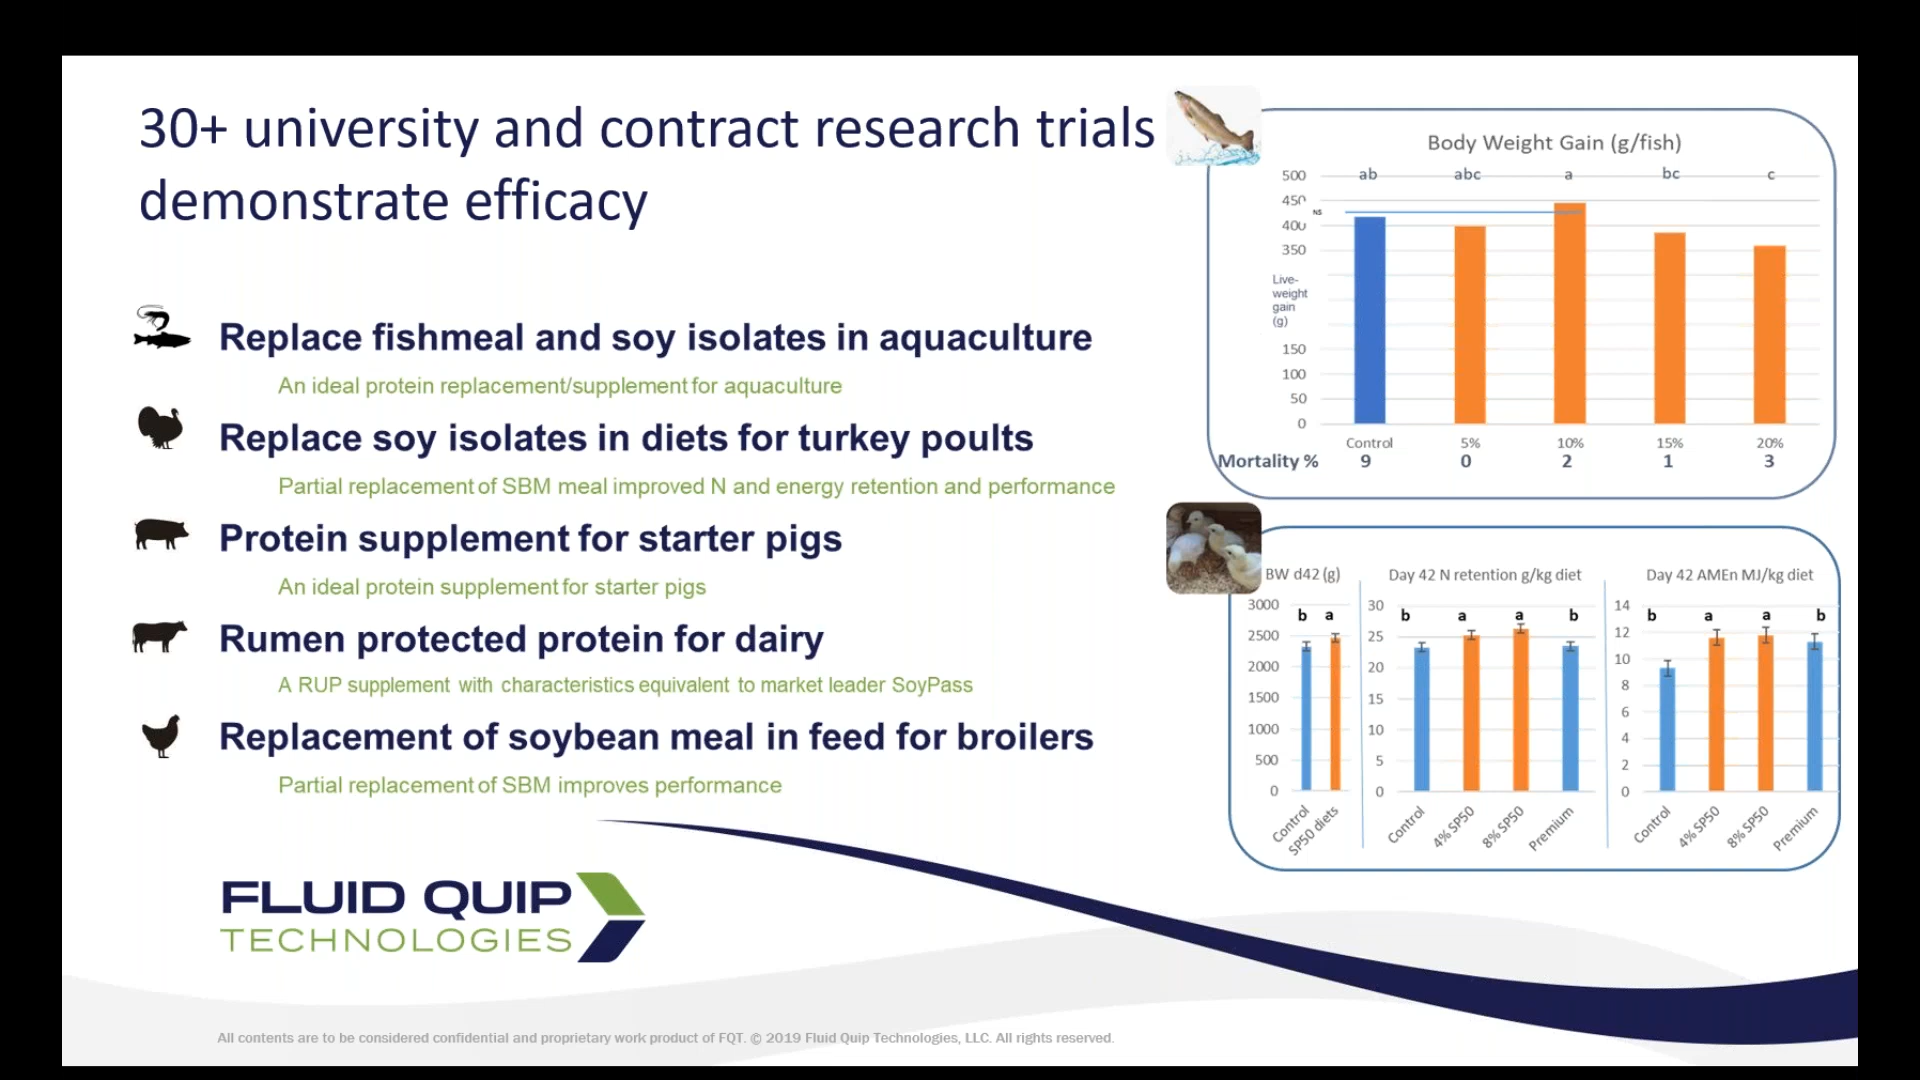 30+ university and contract research trials
demonstrate efficacy
Replace fishmeal and soy isolates in aquaculture
An ideal protein replacement/supplement for aquaculture
Replace soy isolates in diets for turkey poults
Partial replacement of SBM meal improved N and energy retention and performance
Protein supplement for starter pigs
An ideal protein supplement for starter pigs
Rumen protected protein for dairy
A RUP supplement with characteristics equivalent to market leader SoyPass
Replacement of soybean meal in feed for broilers
Partial replacement of SBM improves performance
FLUID QUIP
TECHNOLOGIES
All contents are to be considered confidential and proprietary work product of FQT. © 2019 Fluid Quip Technologies, LLC. All rights reserved.
Body Weight Gain (g/fish)
500 ab abc a bc c
450
NS
400
350
Live-
weight
gain
(g)
150
100
50
0
Control 5% 10% 15% 20%
Mortality % 9 0 2 1 3
BW d42 (g)
3000
b a
2500
2000
1500
1000
500
0
Control
SP50 diets
Day 42 N retention g/kg diet
30
b a a b
25
20
15
10
5
0
Control 4% SP50 8% SP50 Premium
Day 42 AMEn MJ/kg diet
14
b a a b
12
10
8
6
4
2
0
Control 4% SP50 8% SP50 Premium